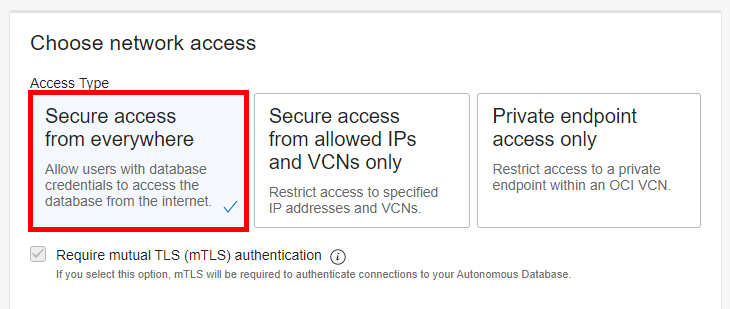 Choose network access
Access Type
Secure access
from everywhere
Allow users with database
credentials to access the
database from the internet.
Secure access
from allowed IPs
and VCNs only
Restrict access to specified
IP addresses and VCNs.
Private endpoint
access only
Restrict access to a private
endpoint within an OCI VCN.
Require mutual TLS (mTLS) authentication
If you select this option, mTLS will be required to authenticate connections to your Autonomous Database.